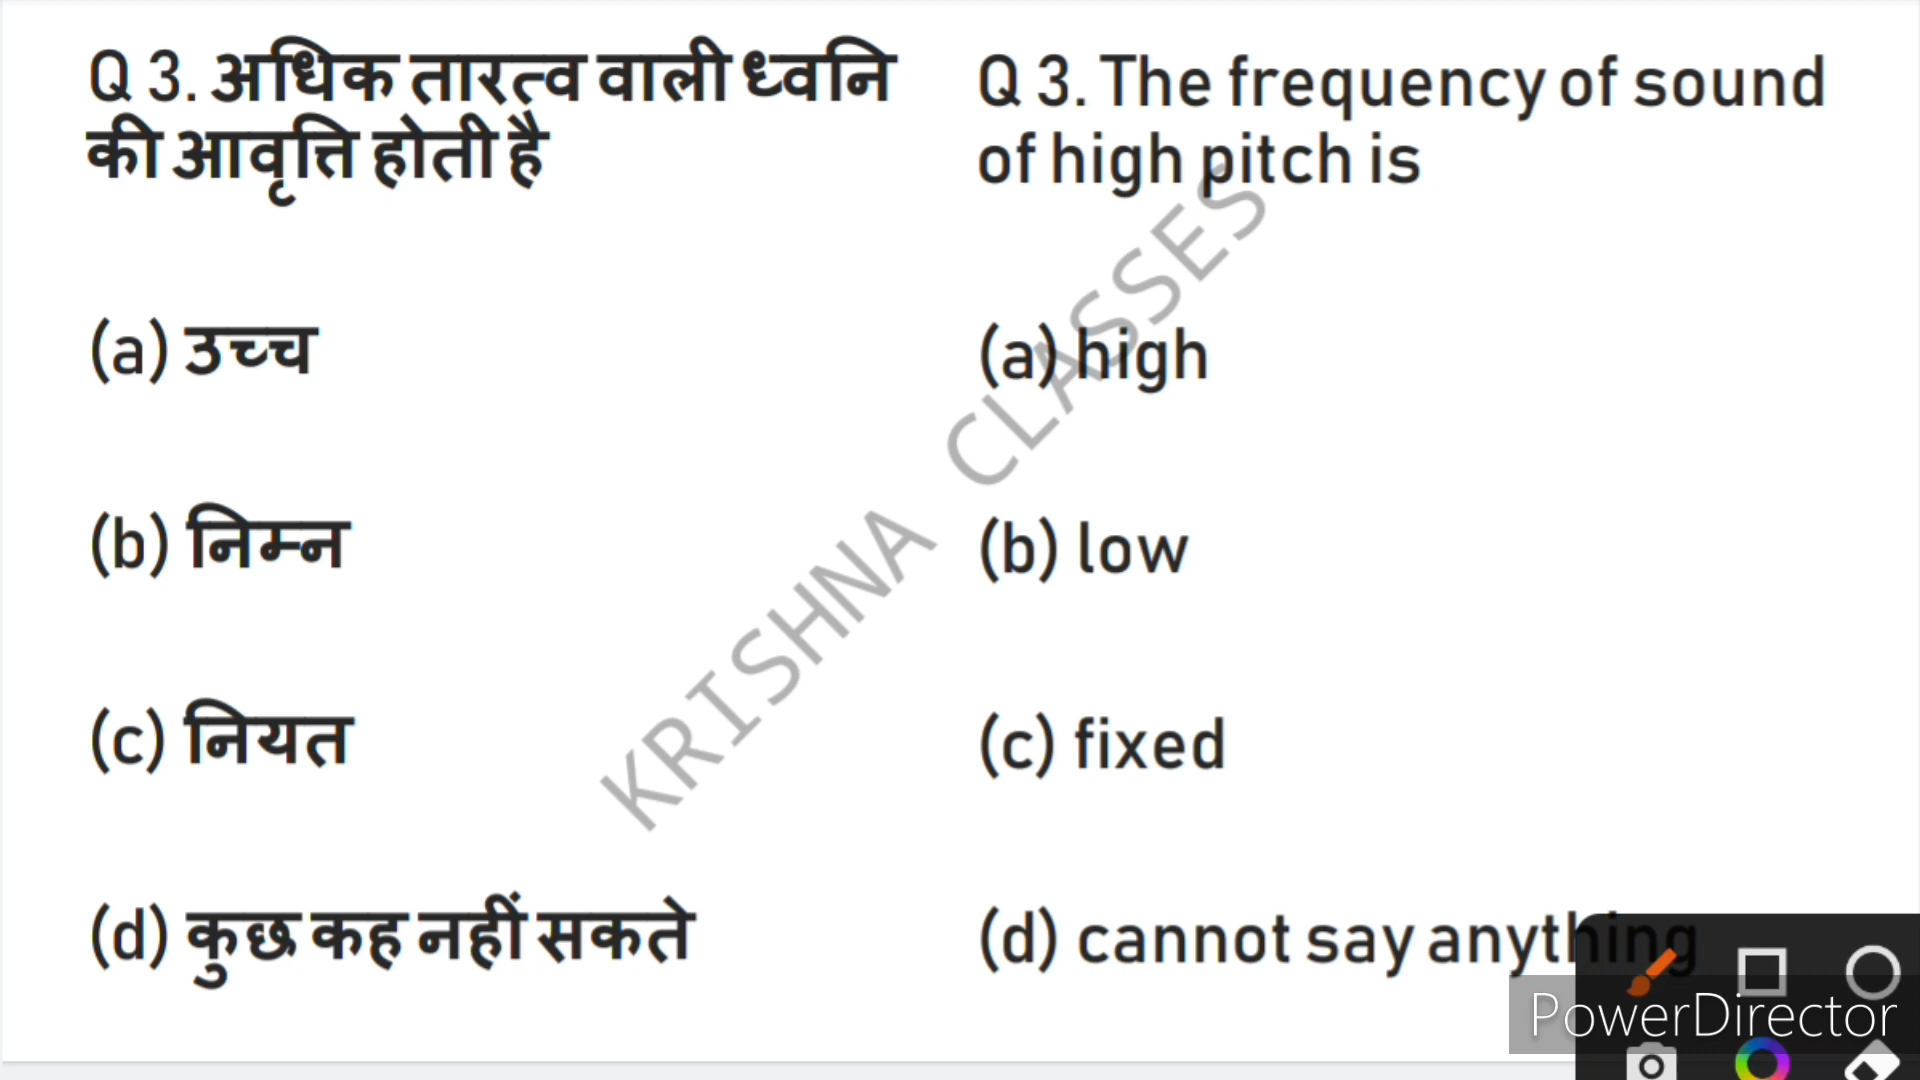 Q 3. अधिक तारत्व वाली ध्वनि
की आवृत्ति होती है
(a) उच्च
(b) निम्न
(c) नियत
(d) कुछ कह नहीं सकते
Q 3. The frequency of sound
of high pitch is
(a) high
(b) low
(c) fixed
(d) cannot say anything
KRISHNA CLASSES
PowerDirector